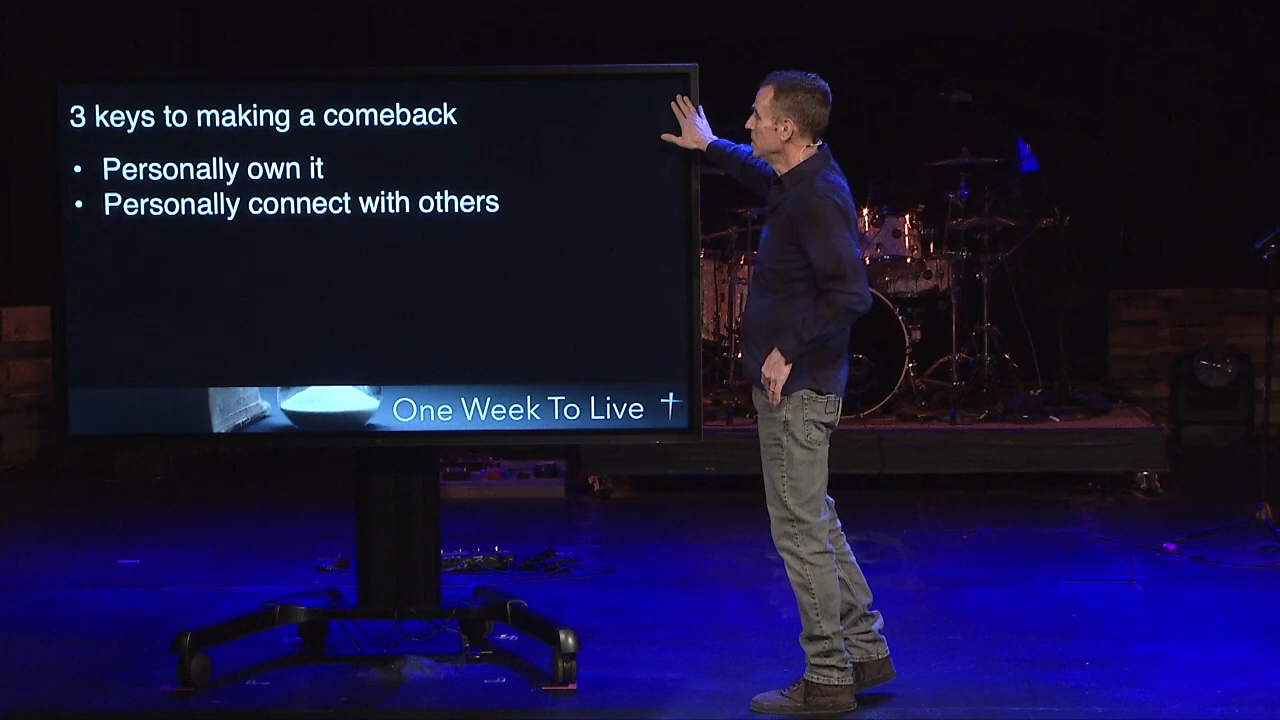 3 keys to making a comeback
• Personally own it
• Personally connect with others
One Week To Live